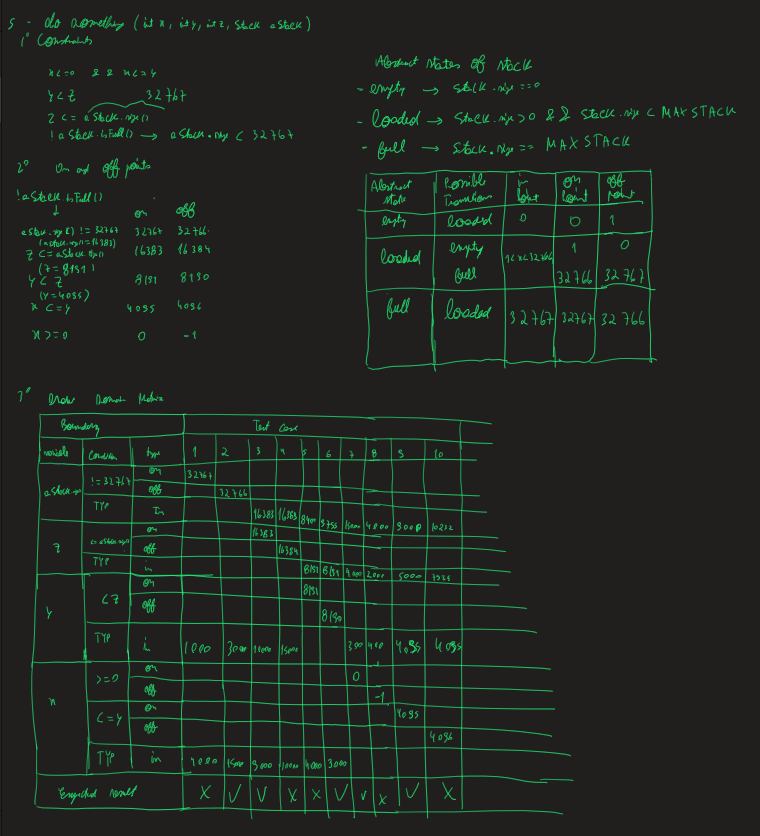 5 - do something (int x, int y, int z, Stack aStack)
1° Constraints
x<=0 && x<=y
y<z 32767
z <= aStack.size()
!aStack.isFull() → aStack.size < 32767
Abstract states of stack
- empty → stack.size ==0
- loaded → Stack.size>0 && Stack.size < MAXSTACK
- full → Stack.size == MAXSTACK
2° On and off points
!aStack.isFull()
on off
aStack.size() != 32767 32767 32766
(aStack.size()=16383)
z <= aStack.size() 16383 16384
(z=8191)
y < z 8191 8190
(y=4095)
x <= y 4095 4096
x >=0 0 -1
Abstract State Possible Transitions in point on point off point
empty loaded 0 0 1
loaded empty 1<x<32766 1 0
full 32766 32767
full loaded 32767 32767 32766
3° Draw Domain Matrix
Boundary Test Case
variable Condition type 1 2 3 4 5 6 7 8 9 10
aStack.size != 32767 on 32767
off 32766
TYP In 16383 16383 8400 9755 15000 4000 9000 10232
z <=aStack.size() on 16383
off 16384
TYP in 8191 8191 4000 2000 5000
y <z on 8191
off 8190
TYP in 1000 3000 10000 15000 300 400 4096 4095
x >=0 on 0
off -1
<=y on 4095
off 4096
TYP in 4000 1500 9000 10000 4000 3000
Expected result X V V X X V V X V X